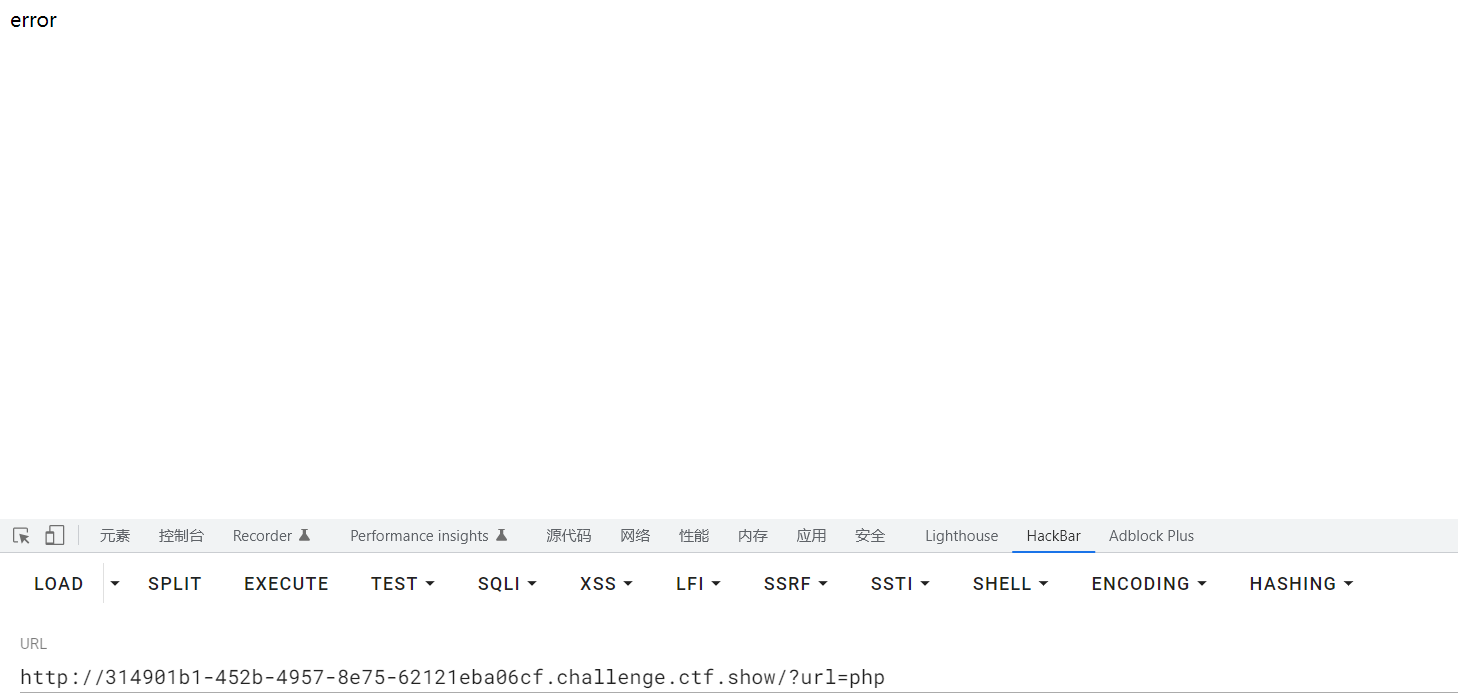 error
元素 控制台 Recorder Performance insights 源代码 网络 性能 内存 应用 安全 Lighthouse HackBar Adblock Plus
LOAD SPLIT EXECUTE TEST SQLI XSS LFI SSRF SSTI SHELL ENCODING HASHING
URL
http://314901b1-452b-4957-8e75-62121eba06cf.challenge.ctf.show/?url=php